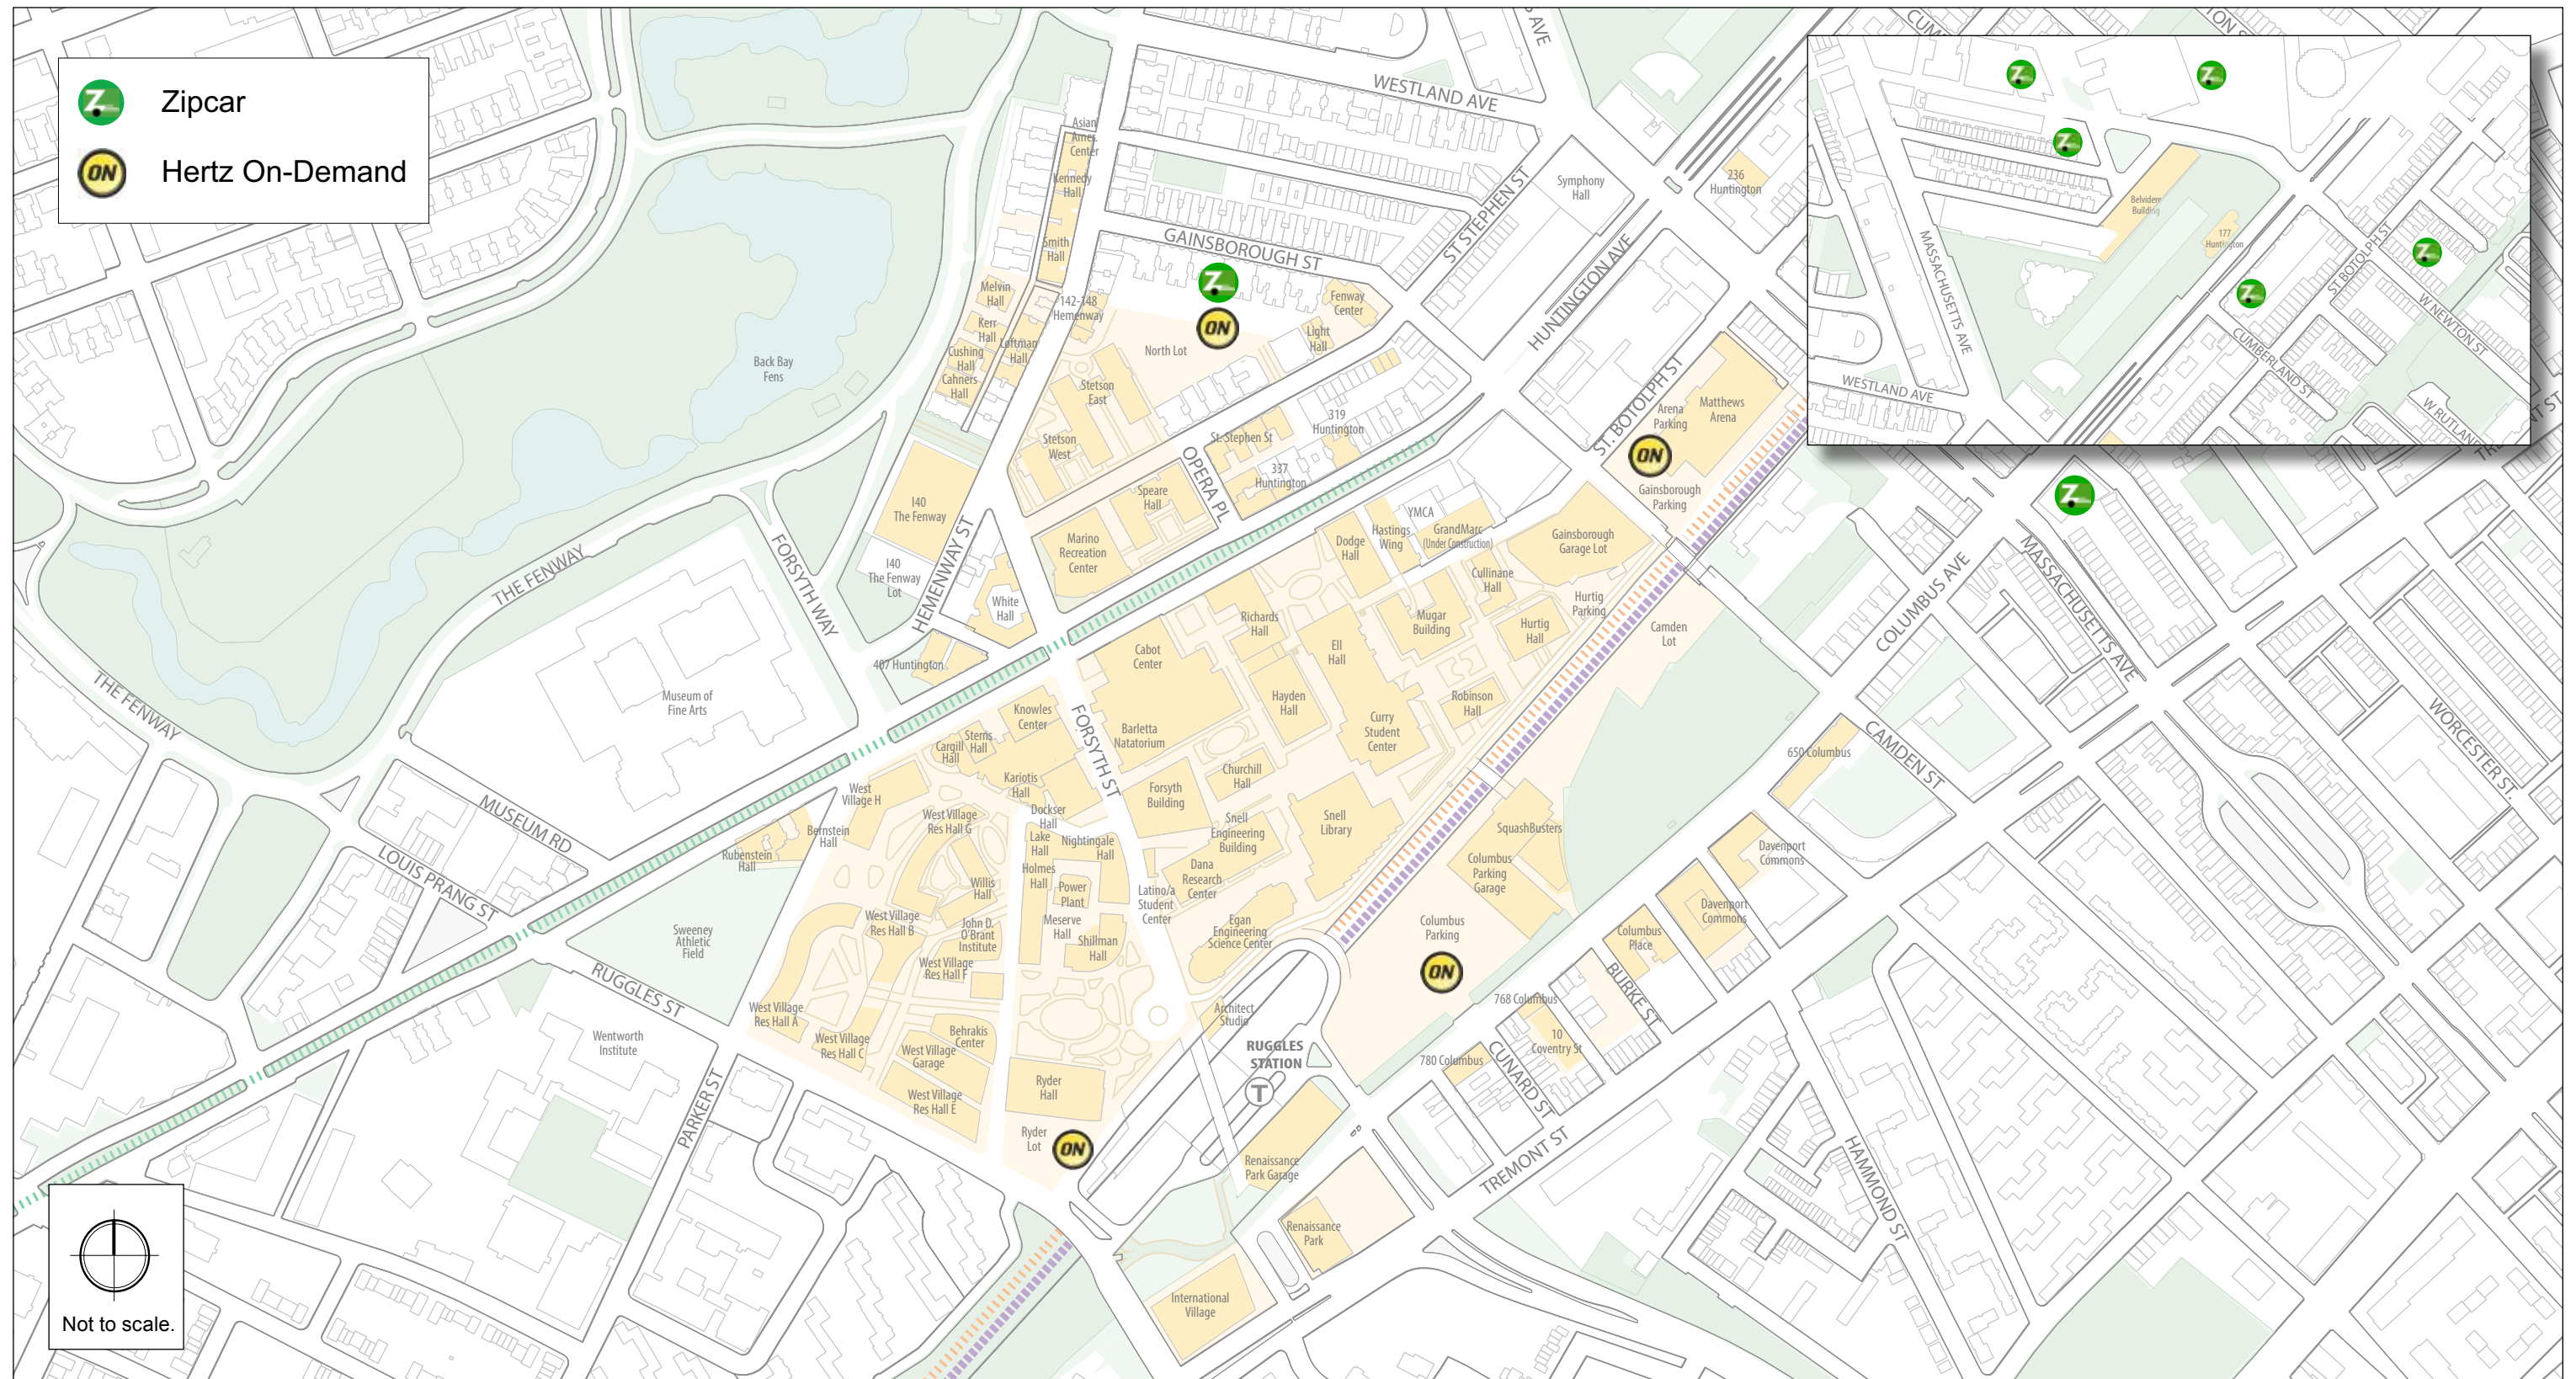 Zipcar
ON
Hertz On-Demand
WESTLAND AVE
Asian
Amer.
Center
Kennedy
Hall
Smith
Hall
GAINSBOROUGH ST
ST STEPHEN ST
Symphony
Hall
236
Huntington
HUNTINGTON AVE
Belvidere
Building
177
Huntington
ST BOTOLPH ST
W NEWTON ST
CUMBERLAND ST
MASSACHUSETTS AVE
WESTLAND AVE
W RUTLAND
Melvin
Hall
142-148
Hemenway
Kerr
Hall
Loftman
Hall
Cushing
Hall
Cahners
Hall
ON
North Lot
Fenway
Center
Light
Hall
Back Bay
Fens
Stetson
East
Stetson
West
St. Stephen St
319
Huntington
337
Huntington
OPERA PL
Speare
Hall
Marino
Recreation
Center
ST. BOTOLPH ST
Arena
Parking
Matthews
Arena
ON
Gainsborough
Parking
I40
The Fenway
I40
The Fenway
Lot
HEMENWAY ST
White
Hall
407 Huntington
THE FENWAY
FORSYTH WAY
THE FENWAY
Museum of
Fine Arts
MUSEUM RD
LOUIS PRANG ST
Dodge
Hall
Hastings
Wing
YMCA
GrandMarc
(Under Construction)
Gainsborough
Garage Lot
Cullinane
Hall
Mugar
Building
Hurtig
Hall
Hurtig
Parking
Camden
Lot
Richards
Hall
Ell
Hall
Cabot
Center
Barletta
Natatorium
Hayden
Hall
Curry
Student
Center
Robinson
Hall
COLUMBUS AVE
MASSACHUSETTS AVE
CAMDEN ST
WORCESTER ST.
650 Columbus
Knowles
Center
Sterns
Hall
Cargill
Hall
Kariotis
Hall
Dockser
Hall
FORSYTH ST
Forsyth
Building
Churchill
Hall
Snell
Engineering
Building
Snell
Library
Dana
Research
Center
SquashBusters
Columbus
Parking
Garage
Davenport
Commons
Davenport
Commons
Columbus
Place
West
Village H
West Village
Res Hall G
Bernstein
Hall
Rubenstein
Hall
Lake
Hall
Nightingale
Hall
Holmes
Hall
Power
Plant
Willis
Hall
Latino/a
Student
Center
Meserve
Hall
Shillman
Hall
Egan
Engineering
Science Center
West Village
Res Hall B
John D.
O'Brant
Institute
West Village
Res Hall F
Sweeney
Athletic
Field
RUGGLES ST
Wentworth
Institute
PARKER ST
West Village
Res Hall A
West Village
Res Hall C
Behrakis
Center
West Village
Garage
West Village
Res Hall E
Ryder
Hall
Ryder
Lot
ON
Architect
Studio
RUGGLES
STATION
T
Columbus
Parking
ON
768 Columbus
10
Coventry St
780 Columbus
CUNARD ST
BURKE ST
TREMONT ST
HAMMOND ST
Renaissance
Park Garage
Renaissance
Park
International
Village
Not to scale.